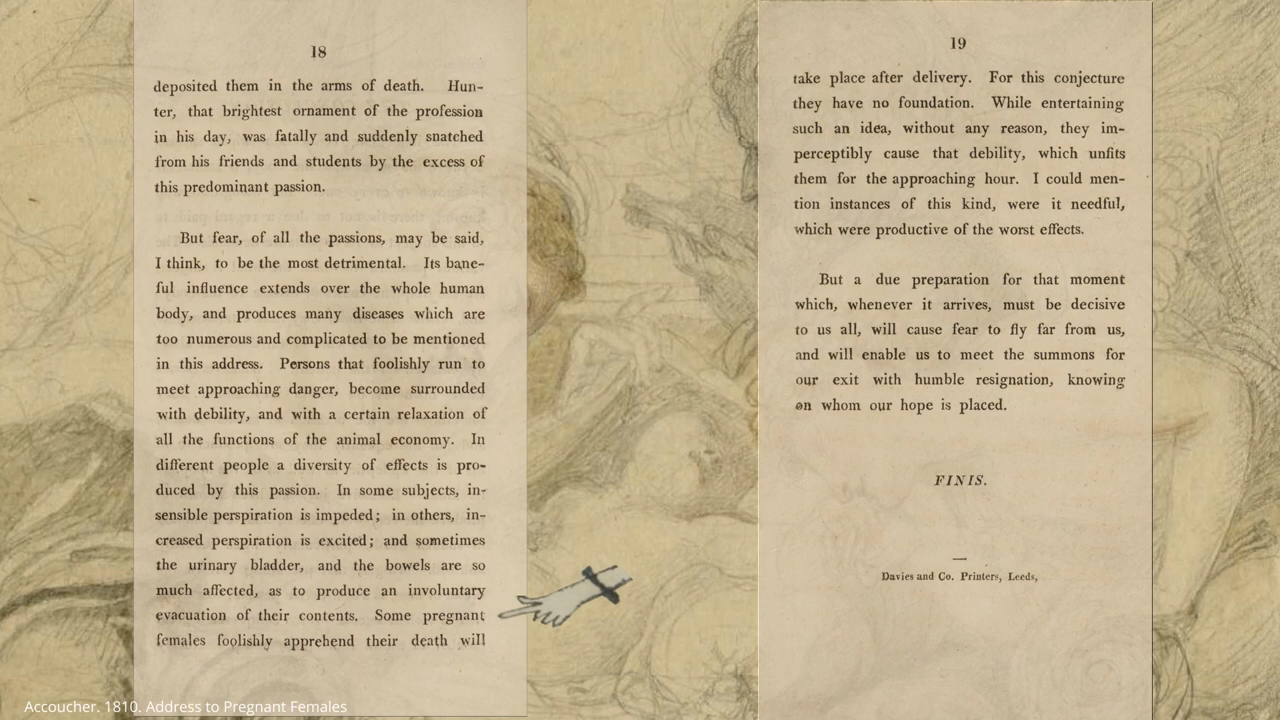 18
deposited them in the arms of death. Hun-
ter, that brightest ornament of the profession
in his day, was fatally and suddenly snatched
from his friends and students by the excess of
this predominant passion.
But fear, of all the passions, may be said,
I think, to be the most detrimental. Its bane-
ful influence extends over the whole human
body, and produces many diseases which are
too numerous and complicated to be mentioned
in this address. Persons that foolishly run to
meet approaching danger, become surrounded
with debility, and with a certain relaxation of
all the functions of the animal economy. In
different people a diversity of effects is pro-
duced by this passion. In some subjects, in-
sensible perspiration is impeded; in others, in-
creased perspiration is excited; and sometimes
the urinary bladder, and the bowels are so
much affected, as to produce an involuntary
evacuation of their contents. Some pregnant
females foolishly apprehend their death will
19
take place after delivery. For this conjecture
they have no foundation. While entertaining
such an idea, without any reason, they im-
perceptibly cause that debility, which unfits
them for the approaching hour. I could men-
tion instances of this kind, were it needful,
which were productive of the worst effects.
But a due preparation for that moment
which, whenever it arrives, must be decisive
to us all, will cause fear to fly far from us,
and will enable us to meet the summons for
our exit with humble resignation, knowing
on whom our hope is placed.
FINIS.
Davies and Co. Printers, Leeds,
Accoucher. 1810. Address to Pregnant Females